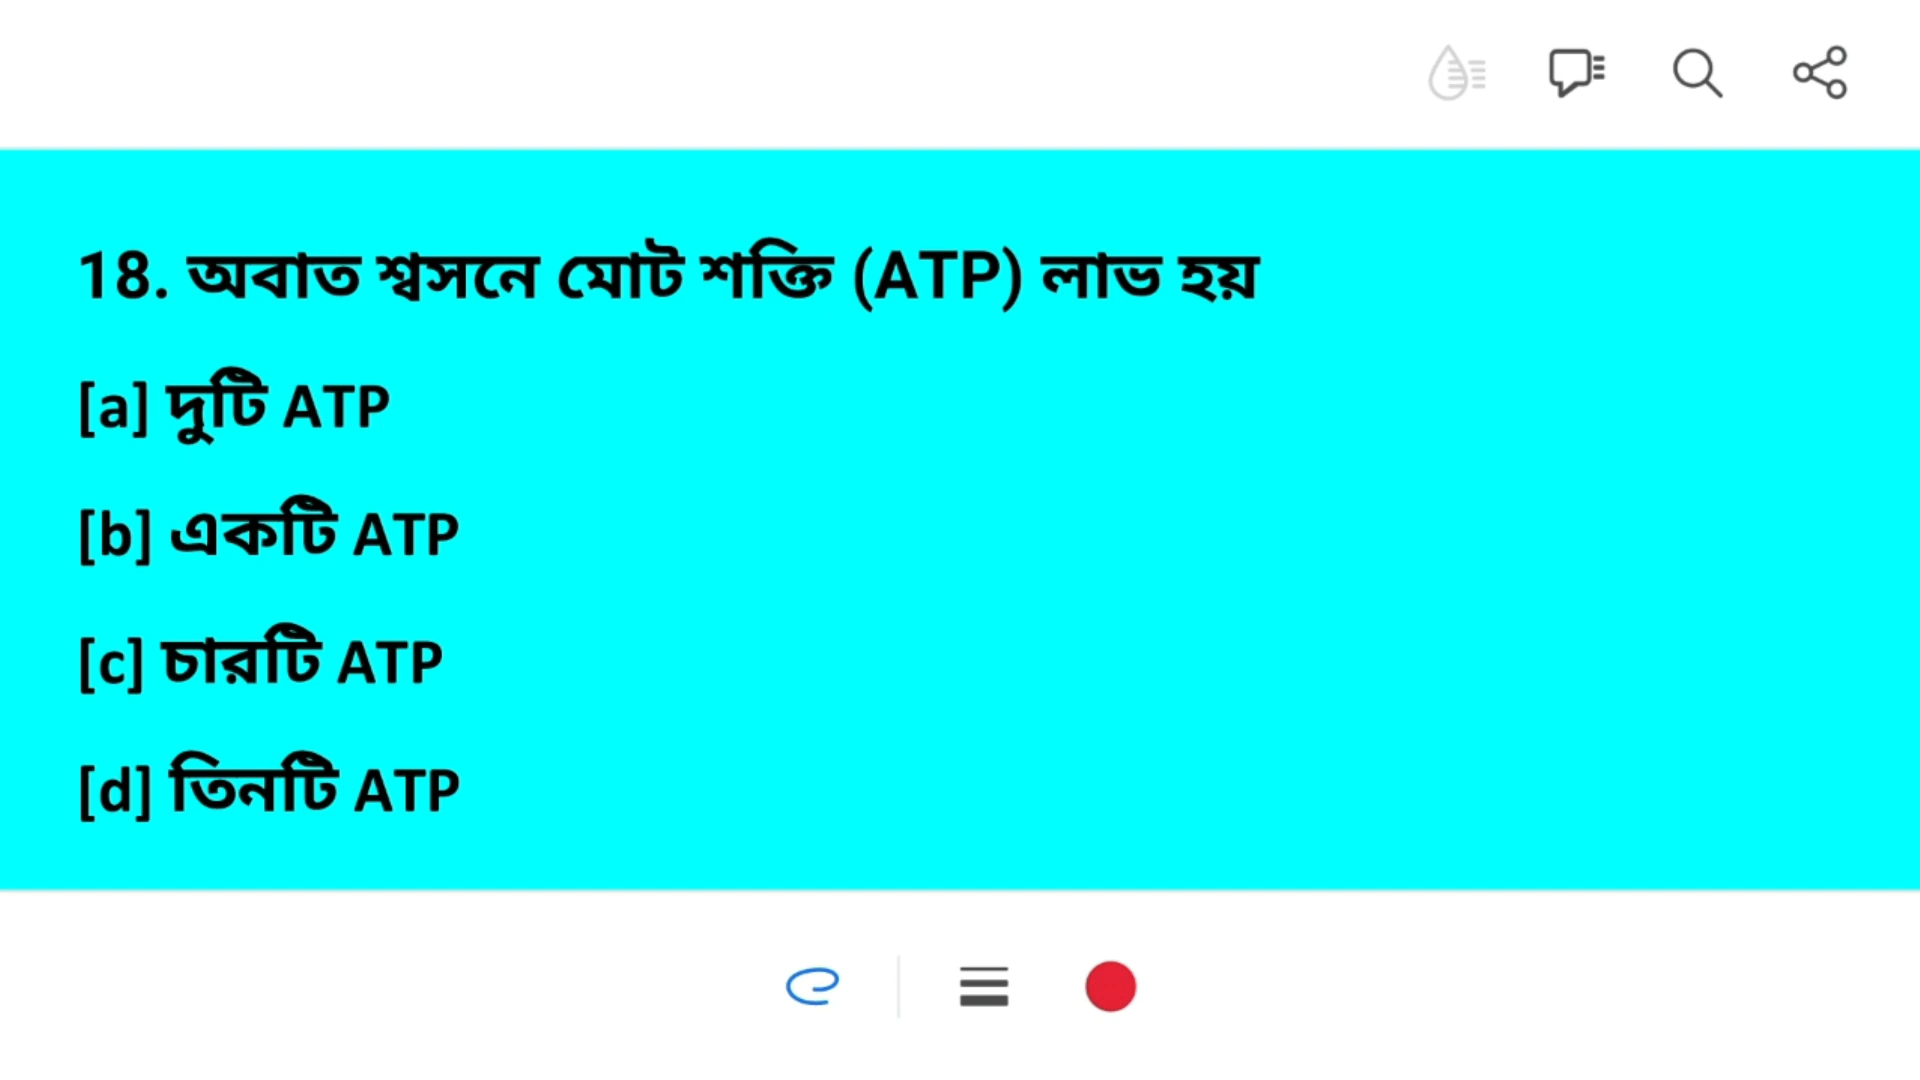 18. অবাত শ্বসনে মোট শক্তি (ATP) লাভ হয়
[a] দুটি ATP
[b] একটি ATP
[c] চারটি ATP
[d] তিনটি ATP